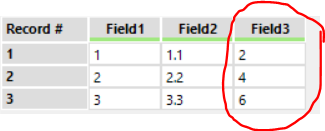 Record # Field1 Field2 Field3
1 1 1.1 2
2 2 2.2 4
3 3 3.3 6